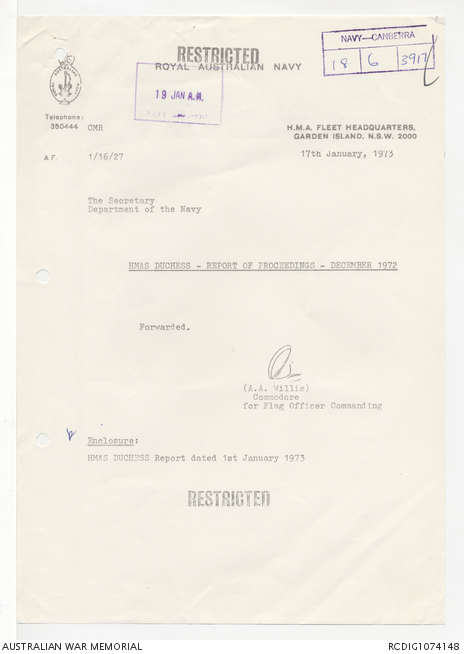 NAVY—CANBERRA
18 6 3917
RESTRICTED
ROYAL AUSTRALIAN NAVY
19 JAN A.M.
Telephone:
350444 CMR
H.M.A. FLEET HEADQUARTERS,
GARDEN ISLAND, N.S.W. 2000
A.F. 1/16/27
17th January, 1973
The Secretary
Department of the Navy
HMAS DUCHESS - REPORT OF PROCEEDINGS - DECEMBER 1972
Forwarded.
(A.A. Willis)
Commodore
for Flag Officer Commanding
Enclosure:
HMAS DUCHESS Report dated 1st January 1973
RESTRICTED
AUSTRALIAN WAR MEMORIAL
RCDIG1074148